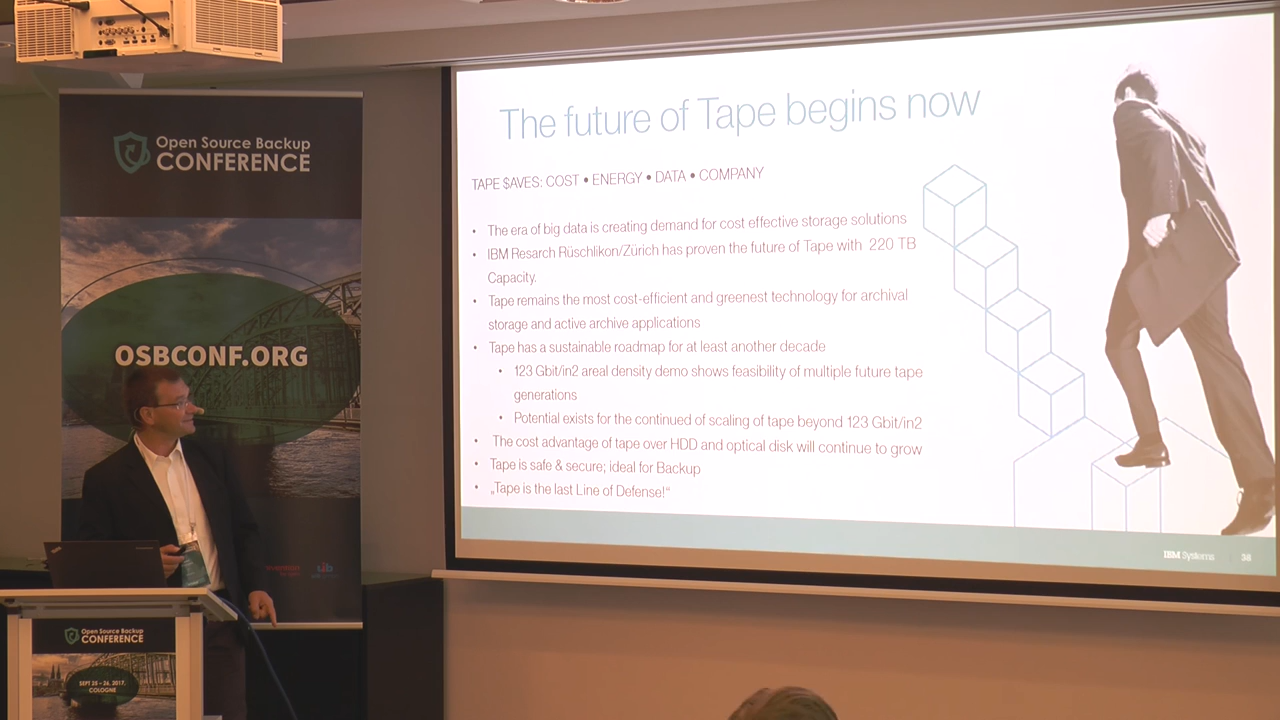 Open Source Backup
CONFERENCE
OSBCONF.ORG
Open Source Backup
CONFERENCE
SEPT 25 – 26, 2017,
COLOGNE
The future of Tape begins now
TAPE $AVES: COST • ENERGY • DATA • COMPANY
• The era of big data is creating demand for cost effective storage solutions
• IBM Resarch Rüschlikon/Zürich has proven the future of Tape with 220 TB
Capacity.
• Tape remains the most cost-efficient and greenest technology for archival
storage and active archive applications
• Tape has a sustainable roadmap for at least another decade
• 123 Gbit/in2 areal density demo shows feasibility of multiple future tape
generations
• Potential exists for the continued of scaling of tape beyond 123 Gbit/in2
• The cost advantage of tape over HDD and optical disk will continue to grow
• Tape is safe & secure; ideal for Backup
• „Tape is the last Line of Defense!“
IBM Systems
38